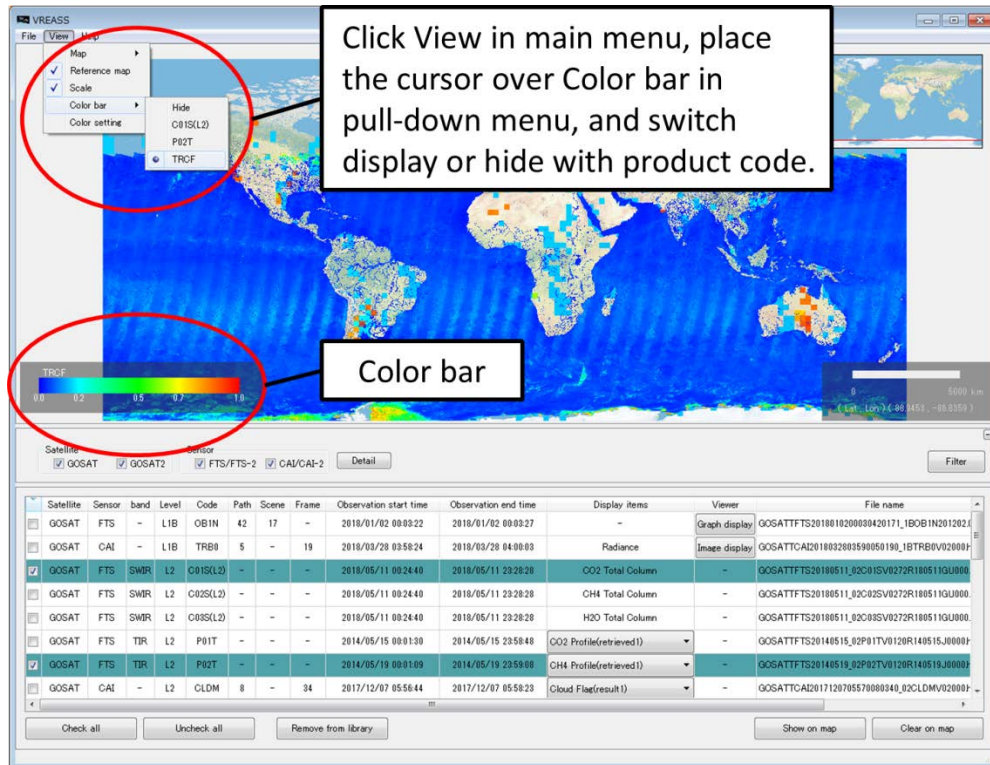 VREASS
File View Help
Map
Reference map
Scale
Color bar
Color setting
Hide
C01S(L2)
P02T
TRCF
Click View in main menu, place
the cursor over Color bar in
pull-down menu, and switch
display or hide with product code.
Color bar
TRCF
0.0 0.2 0.5 0.7 1.0
0 5000 km
Satellite
GOSAT GOSAT2
Sensor
FTS/FTS-2 CAI/CAI-2
Detail
Filter
Satellite Sensor band Level Code Path Scene Frame Observation start time Observation end time Display items Viewer File name
GOSAT FTS - L1B OB1N 42 17 - 2018/01/02 00:03:22 2018/01/02 00:03:27 - Graph display
GOSAT CAI - L1B TRB0 5 - 19 2018/03/28 03:58:24 2018/03/28 04:00:03 Radiance Image display
GOSAT FTS SWIR L2 C01S(L2) - - - 2018/05/11 00:24:40 2018/05/11 23:28:28 CO2 Total Column -
GOSAT FTS SWIR L2 C02S(L2) - - - 2018/05/11 00:24:40 2018/05/11 23:28:28 CH4 Total Column -
GOSAT FTS SWIR L2 C03S(L2) - - - 2018/05/11 00:24:40 2018/05/11 23:28:28 H2O Total Column -
GOSAT FTS TIR L2 P01T - - - 2014/05/15 00:01:30 2014/05/15 23:58:48 CO2 Profile(retrieved1) -
GOSAT FTS TIR L2 P02T - - - 2014/05/19 00:01:09 2014/05/19 23:59:08 CH4 Profile(retrieved1) -
GOSAT CAI - L2 CLDM 8 - 34 2017/12/07 05:56:44 2017/12/07 05:58:23 Cloud Flag(result1) -
Check all Uncheck all Remove from library Show on map Clear on map